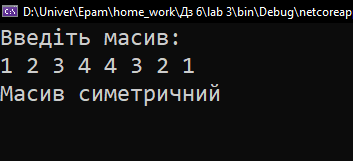 D:\Univer\Epam\home_work\Дз 6\lab 3\bin\Debug\netcoreap
Введіть масив:
1 2 3 4 4 3 2 1
Масив симетричний